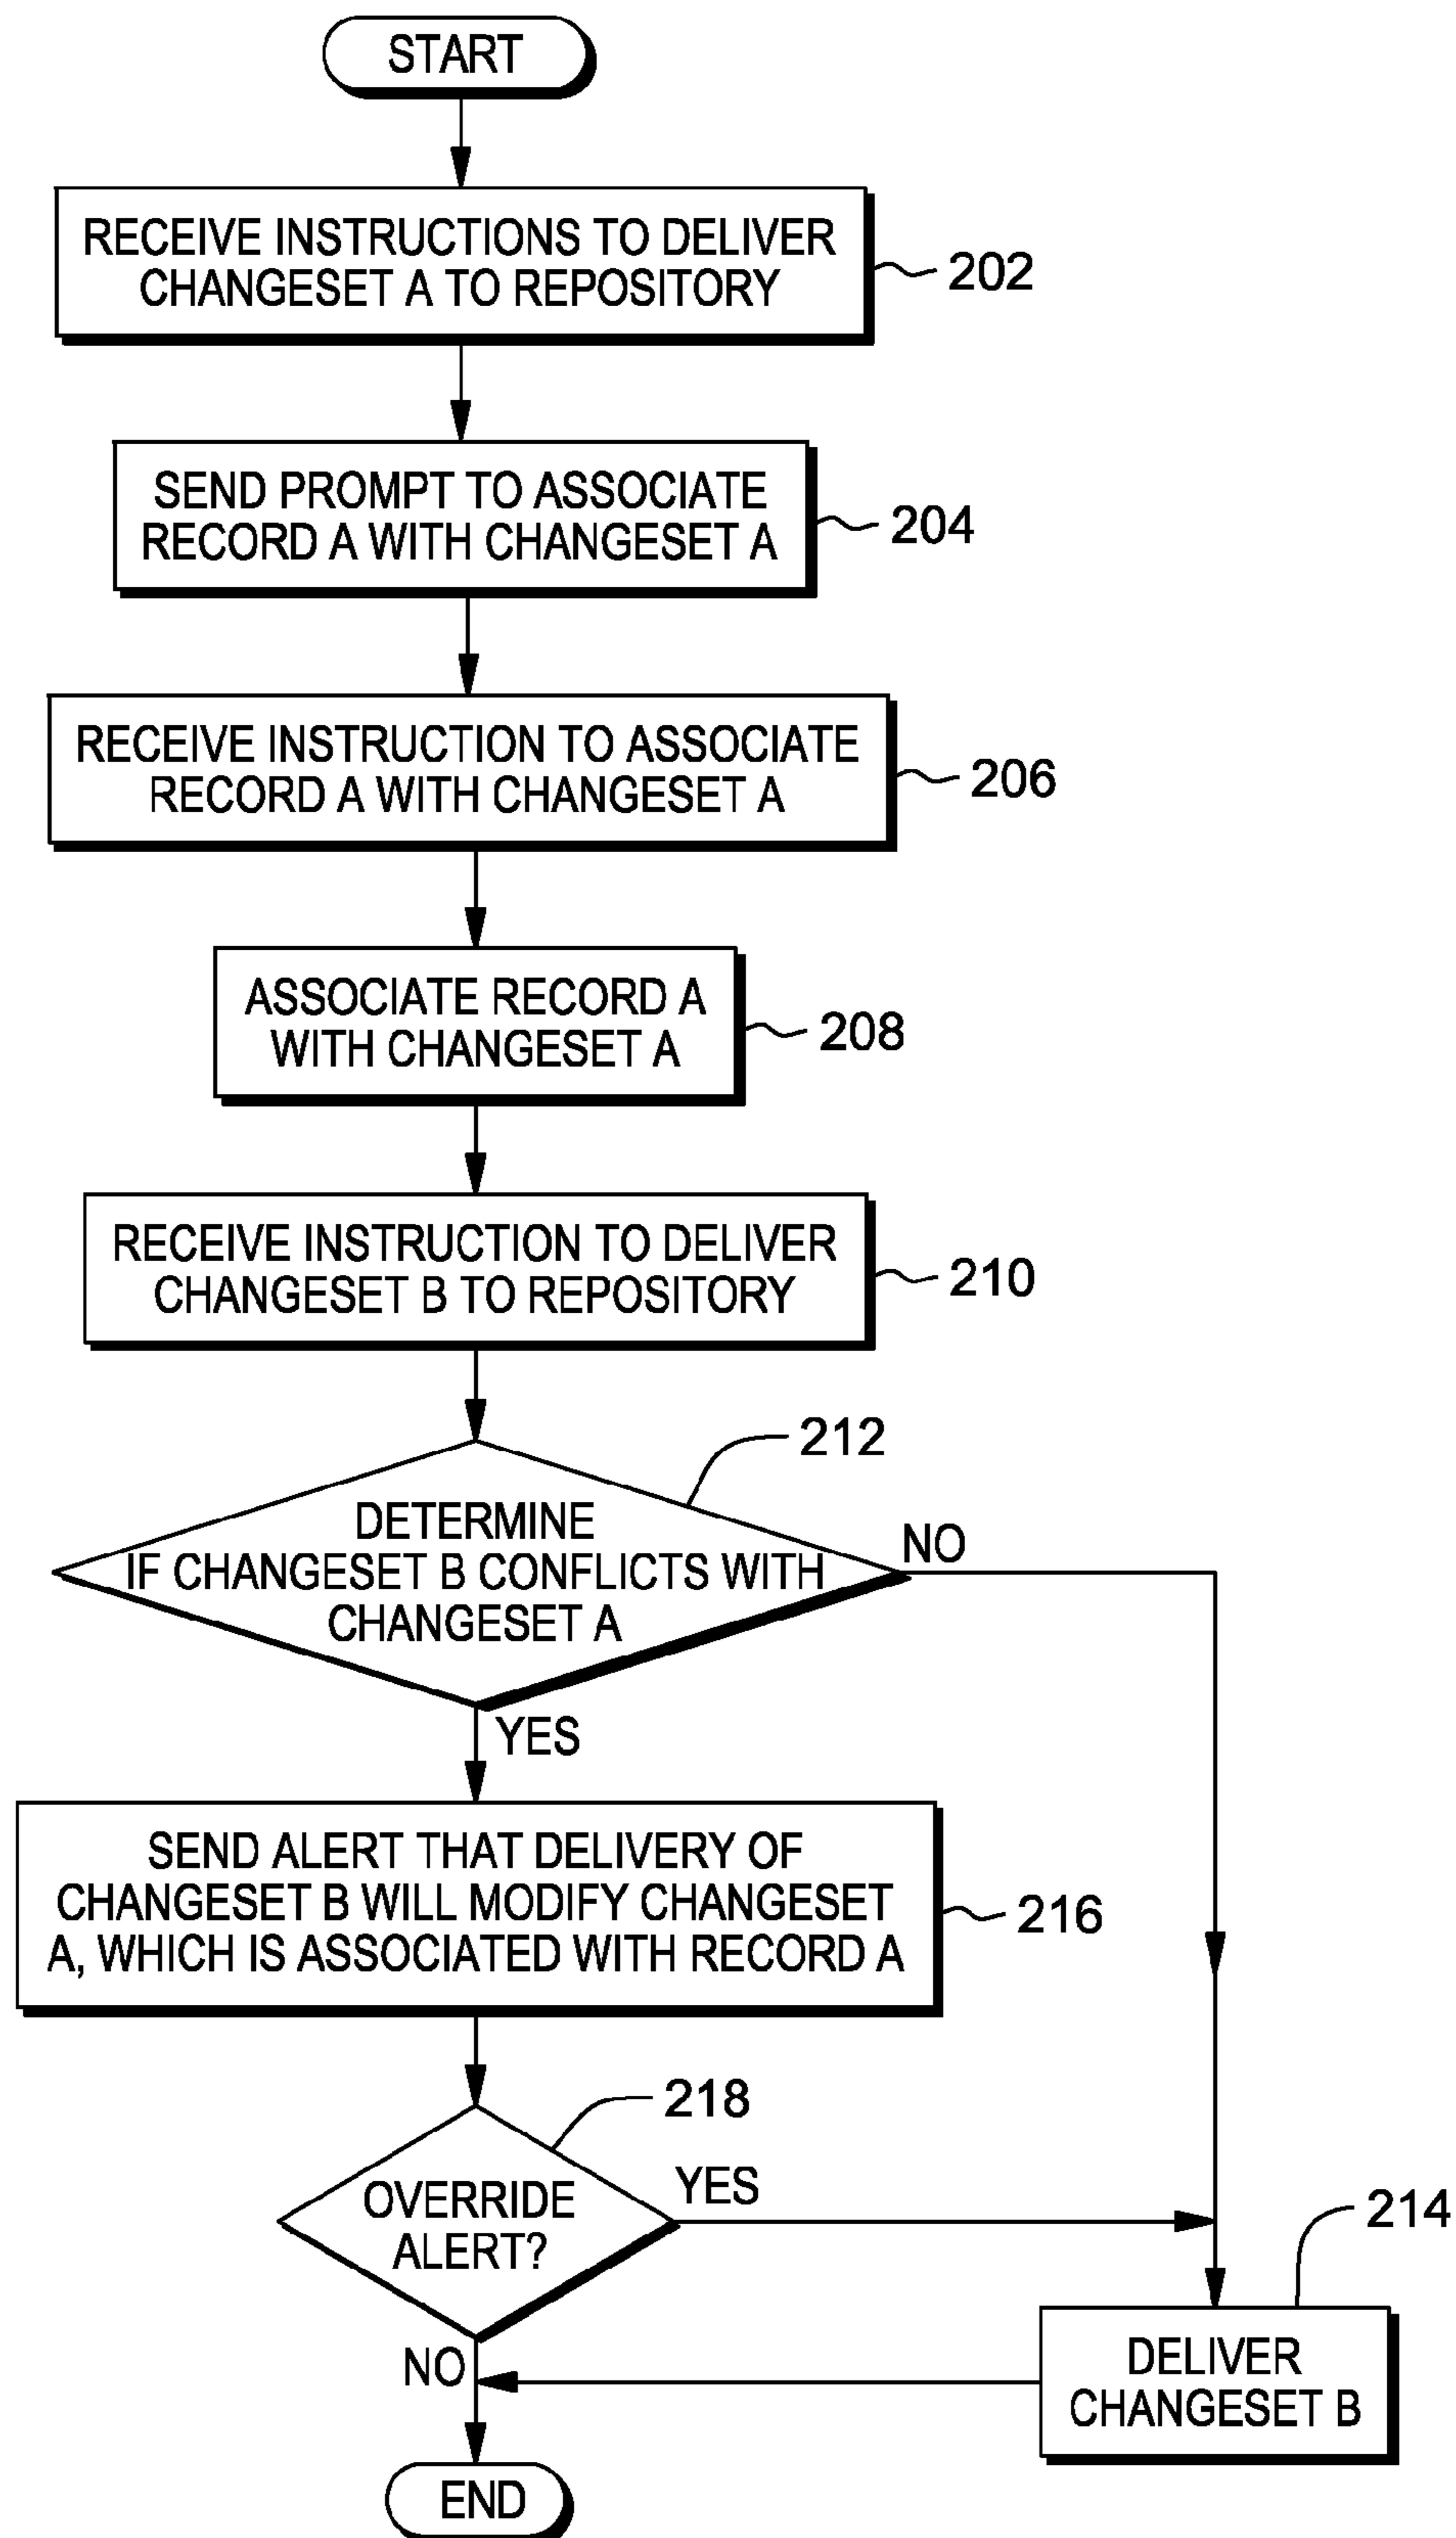 START
RECEIVE INSTRUCTIONS TO DELIVER
CHANGESET A TO REPOSITORY
202
SEND PROMPT TO ASSOCIATE
RECORD A WITH CHANGESET A
204
RECEIVE INSTRUCTION TO ASSOCIATE
RECORD A WITH CHANGESET A
206
ASSOCIATE RECORD A
WITH CHANGESET A
208
RECEIVE INSTRUCTION TO DELIVER
CHANGESET B TO REPOSITORY
210
212
DETERMINE
IF CHANGESET B CONFLICTS WITH
CHANGESET A
NO
YES
SEND ALERT THAT DELIVERY OF
CHANGESET B WILL MODIFY CHANGESET
A, WHICH IS ASSOCIATED WITH RECORD A
216
218
OVERRIDE
ALERT?
YES
214
DELIVER
CHANGESET B
NO
END